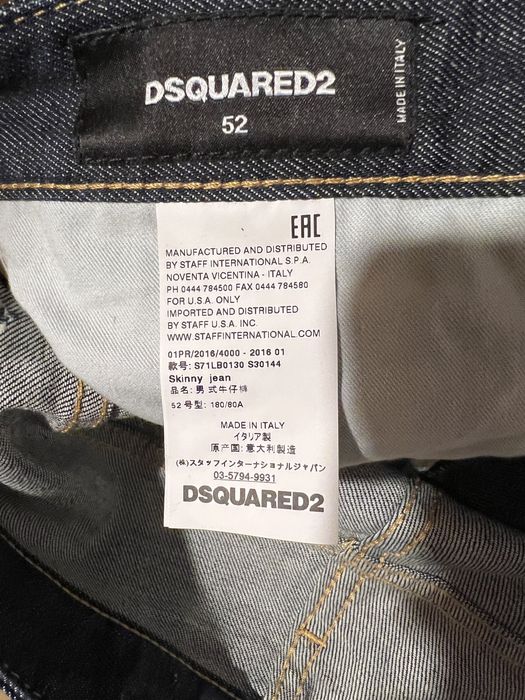 DSQUARED2
52
MADE IN ITALY
EAC
MANUFACTURED AND DISTRIBUTED
BY STAFF INTERNATIONAL S.P.A.
NOVENTA VICENTINA - ITALY
PH 0444 784500 FAX 0444 784580
FOR U.S.A. ONLY
IMPORTED AND DISTRIBUTED
BY STAFF U.S.A. INC.
WWW.STAFFINTERNATIONAL.COM
01PR/2016/4000 - 2016 01
款号: S71LB0130 S30144
Skinny jean
品名: 男式牛仔裤
52 号型: 180/80A
MADE IN ITALY
イタリア製
原产国: 意大利製造
(株)スタッフインターナショナルジャパン
03-5794-9931
DSQUARED2